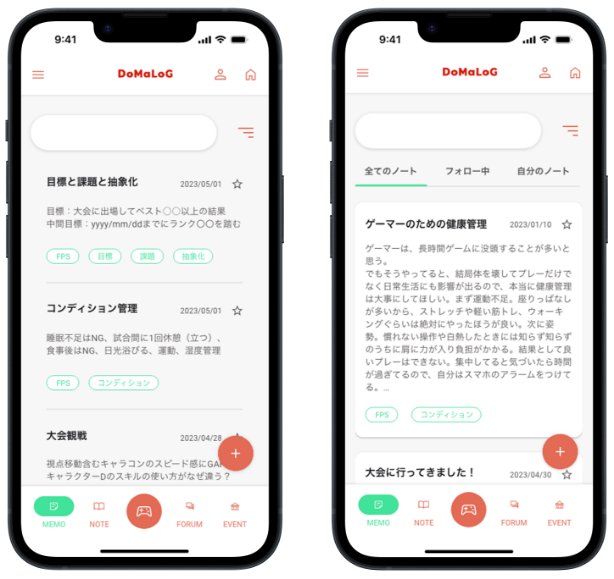 9:41
DoMaLoG
目標と課題と抽象化
2023/05/01
目標：大会に出場してベスト〇〇以上の結果
中間目標：yyyy/mm/ddまでにランク〇〇を踏む
FPS
目標
課題
抽象化
コンディション管理
2023/05/01
睡眠不足はNG、試合間に1回休憩（立つ）、
食事後はNG、日光浴びる、運動、湿度管理
FPS
コンディション
大会観戦
2023/04/28
視点移動含むキャラコンのスピード感にGA
キャラクターDのスキルの使い方がなぜ違う？
MEMO
NOTE
FORUM
EVENT
9:41
DoMaLoG
全てのノート
フォロー中
自分のノート
ゲーマーのための健康管理
2023/01/10
ゲーマーは、長時間ゲームに没頭することが多いと
思う。
でもそうやってると、結局体を壊してプレーだけで
なく日常生活にも影響が出るので、本当に健康管理
は大事にしてほしい。まず運動不足。座りっぱなし
が多いから、ストレッチや軽い筋トレ、ウォーキ
ングぐらいは絶対にやったほうが良い。次に姿
勢。慣れない操作や白熱したときには知らず知らず
のうちに肩に力が入り負担がかかる。結果として良
いプレーはできない。集中してると気づいたら時間
が過ぎてるので、自分はスマホのアラームをつけて
る。…
FPS
コンディション
大会に行ってきました！
2023/04/30
MEMO
NOTE
FORUM
EVENT